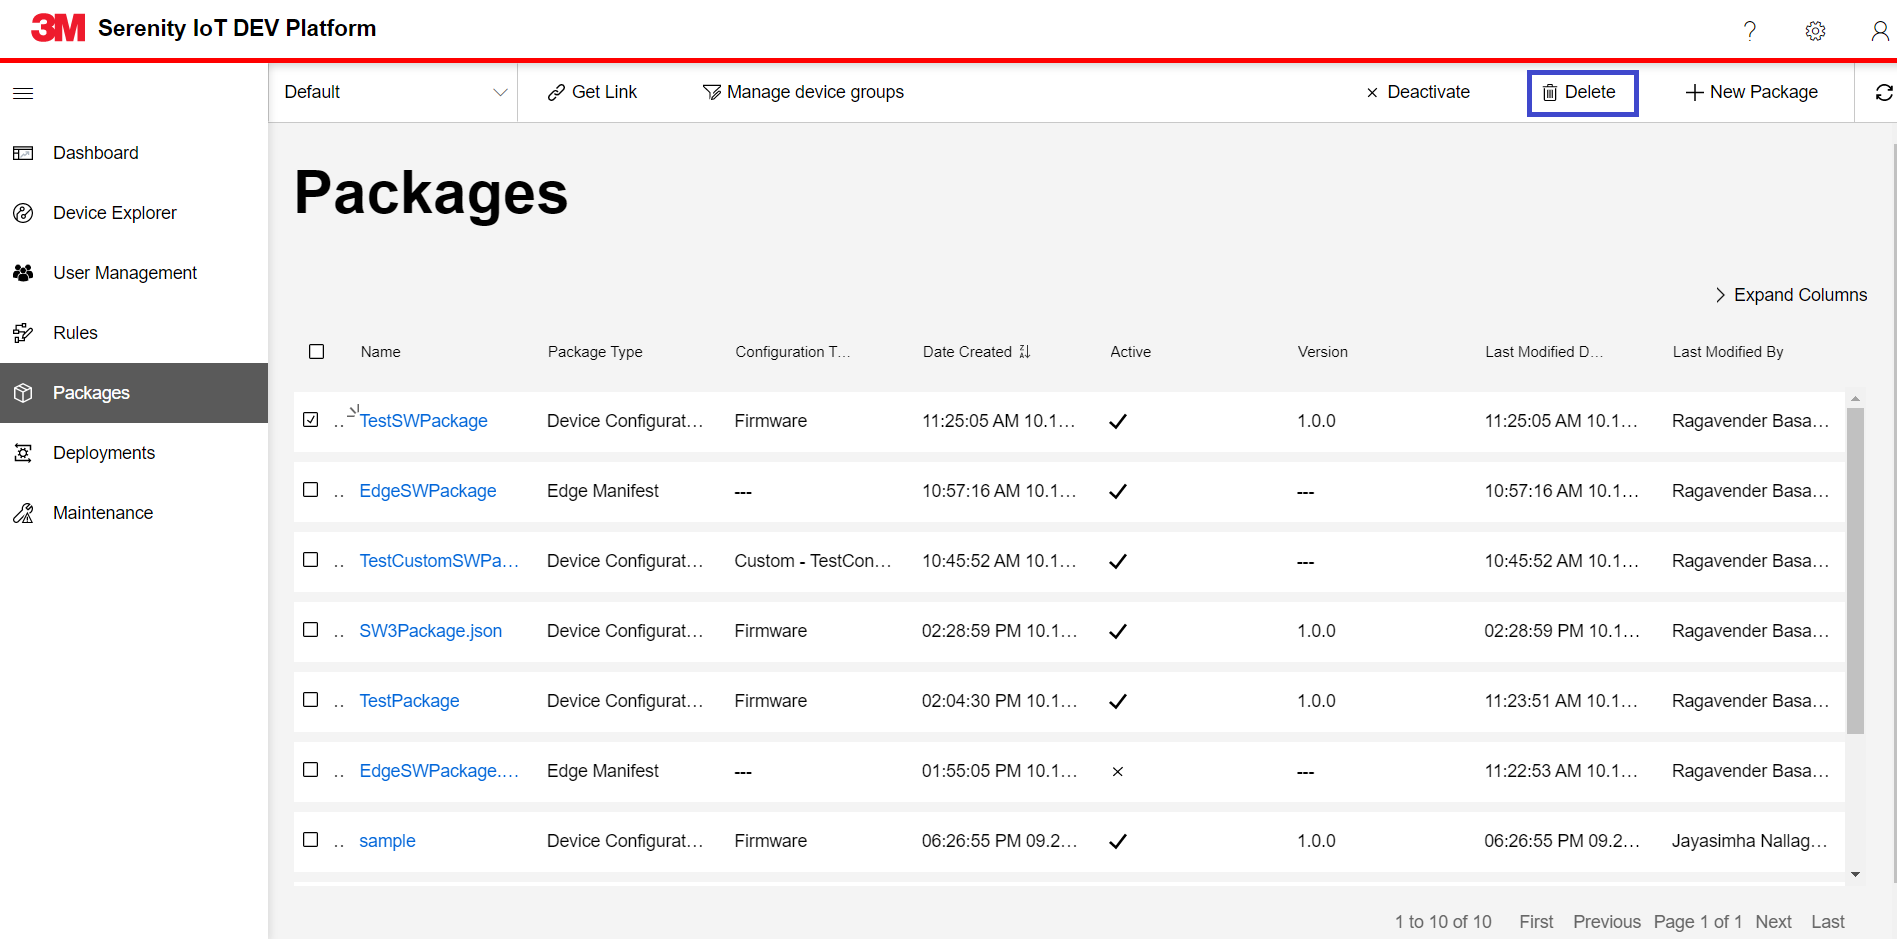 3M Serenity IoT DEV Platform
?
Default Get Link Manage device groups Deactivate Delete New Package
Dashboard
Device Explorer
User Management
Rules
Packages
Deployments
Maintenance
Packages
Expand Columns
Name Package Type Configuration T... Date Created Active Version Last Modified D... Last Modified By
.. TestSWPackage Device Configurat... Firmware 11:25:05 AM 10.1... 1.0.0 11:25:05 AM 10.1... Ragavender Basa...
.. EdgeSWPackage Edge Manifest --- 10:57:16 AM 10.1... --- 10:57:16 AM 10.1... Ragavender Basa...
.. TestCustomSWPa... Device Configurat... Custom - TestCon... 10:45:52 AM 10.1... --- 10:45:52 AM 10.1... Ragavender Basa...
.. SW3Package.json Device Configurat... Firmware 02:28:59 PM 10.1... 1.0.0 02:28:59 PM 10.1... Ragavender Basa...
.. TestPackage Device Configurat... Firmware 02:04:30 PM 10.1... 1.0.0 11:23:51 AM 10.1... Ragavender Basa...
.. EdgeSWPackage.... Edge Manifest --- 01:55:05 PM 10.1... --- 11:22:53 AM 10.1... Ragavender Basa...
.. sample Device Configurat... Firmware 06:26:55 PM 09.2... 1.0.0 06:26:55 PM 09.2... Jayasimha Nallag...
1 to 10 of 10 First Previous Page 1 of 1 Next Last